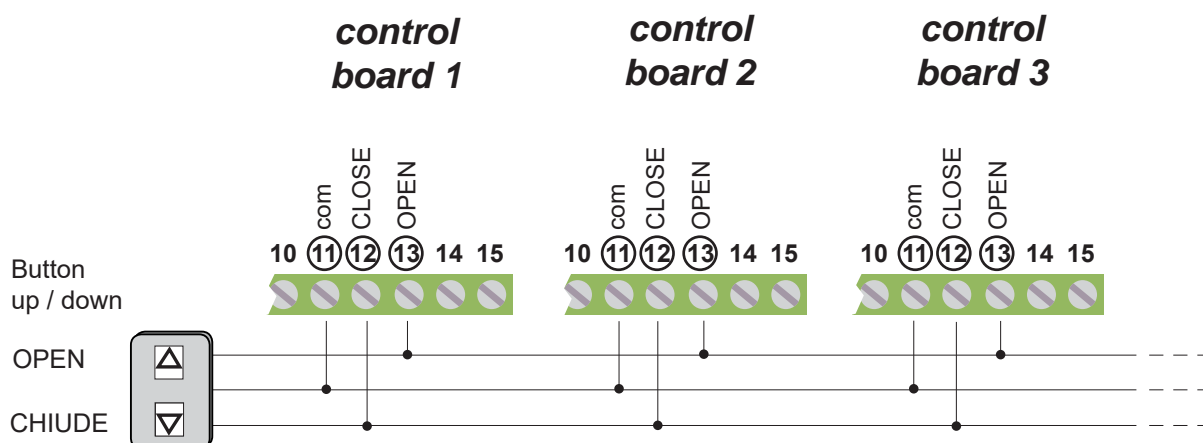 control
board 1
control
board 2
control
board 3
com
CLOSE
OPEN
com
CLOSE
OPEN
com
CLOSE
OPEN
10 11 12 13 14 15
10 11 12 13 14 15
10 11 12 13 14 15
Button
up / down
OPEN
CHIUDE